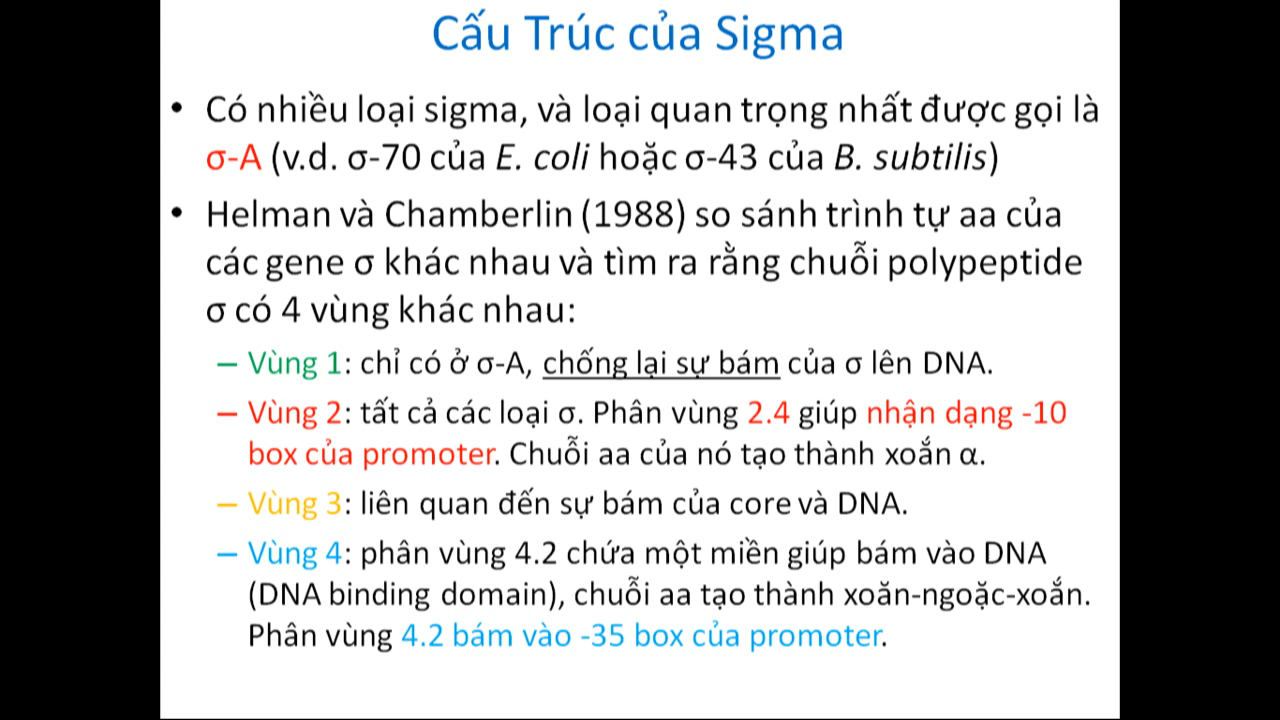 Cấu Trúc của Sigma
• Có nhiều loại sigma, và loại quan trọng nhất được gọi là
σ-A (v.d. σ-70 của E. coli hoặc σ-43 của B. subtilis)
• Helman và Chamberlin (1988) so sánh trình tự aa của
các gene σ khác nhau và tìm ra rằng chuỗi polypeptide
σ có 4 vùng khác nhau:
– Vùng 1: chỉ có ở σ-A, chống lại sự bám của σ lên DNA.
– Vùng 2: tất cả các loại σ. Phân vùng 2.4 giúp nhận dạng -10
box của promoter. Chuỗi aa của nó tạo thành xoắn α.
– Vùng 3: liên quan đến sự bám của core và DNA.
– Vùng 4: phân vùng 4.2 chứa một miền giúp bám vào DNA
(DNA binding domain), chuỗi aa tạo thành xoăn-ngoặc-xoắn.
Phân vùng 4.2 bám vào -35 box của promoter.